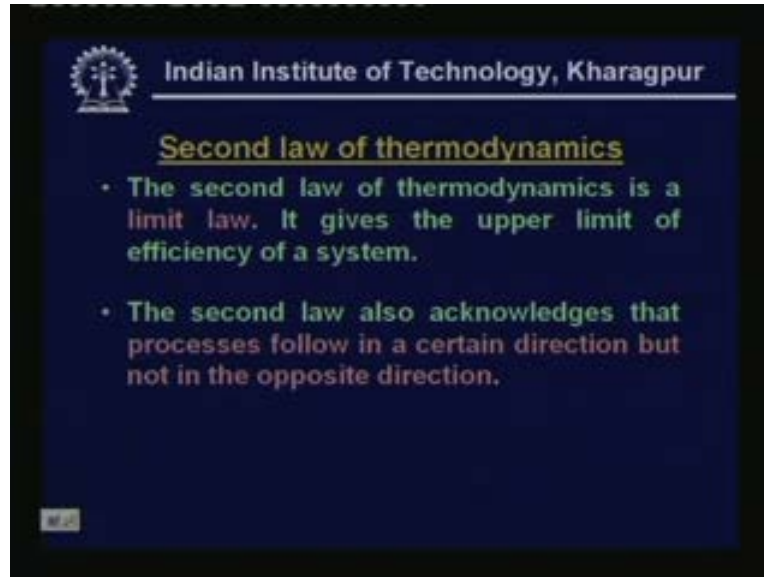 Indian Institute of Technology, Kharagpur
Second law of thermodynamics
• The second law of thermodynamics is a
limit law. It gives the upper limit of
efficiency of a system.
• The second law also acknowledges that
processes follow in a certain direction but
not in the opposite direction.